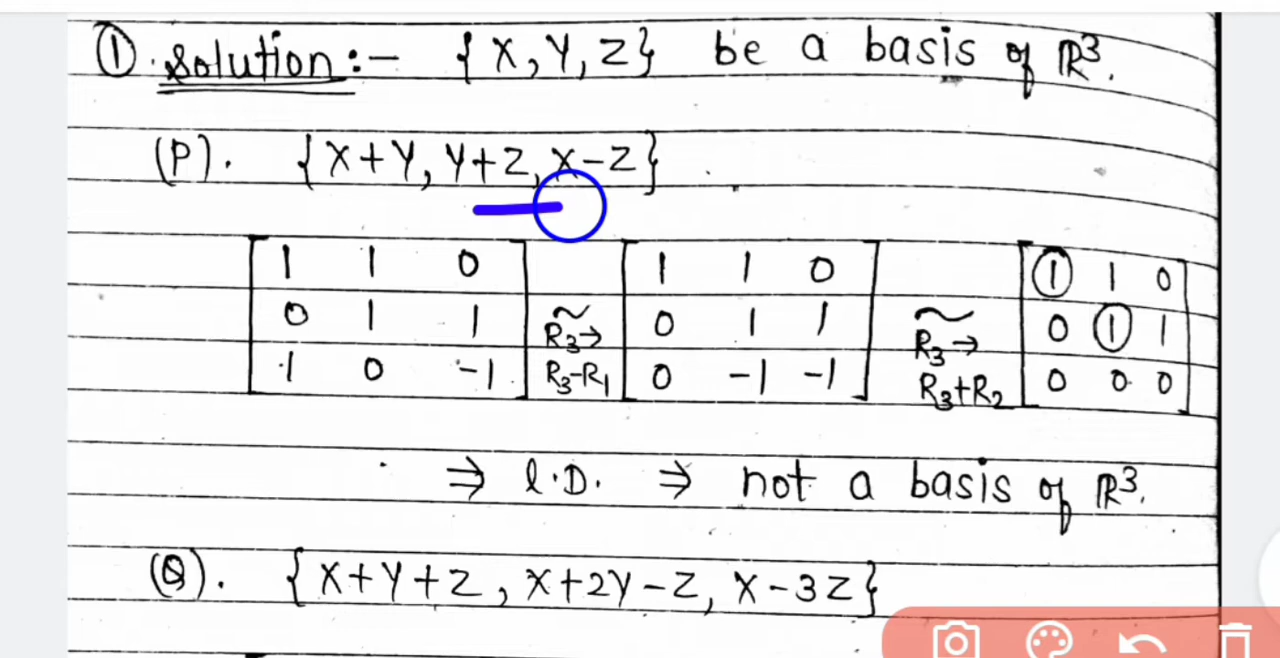 ① Solution :- {X, Y, Z} be a basis of ℝ³.
(P). {X+Y, Y+Z, X-Z}
[1 1 0; 0 1 1; 1 0 -1] ~ R₃→R₃-R₁ [1 1 0; 0 1 1; 0 -1 -1] ~ R₃→R₃+R₂ [1 1 0; 0 1 1; 0 0 0]
⇒ l.D. ⇒ not a basis of ℝ³.
(Q). {X+Y+Z, X+2Y-Z, X-3Z}